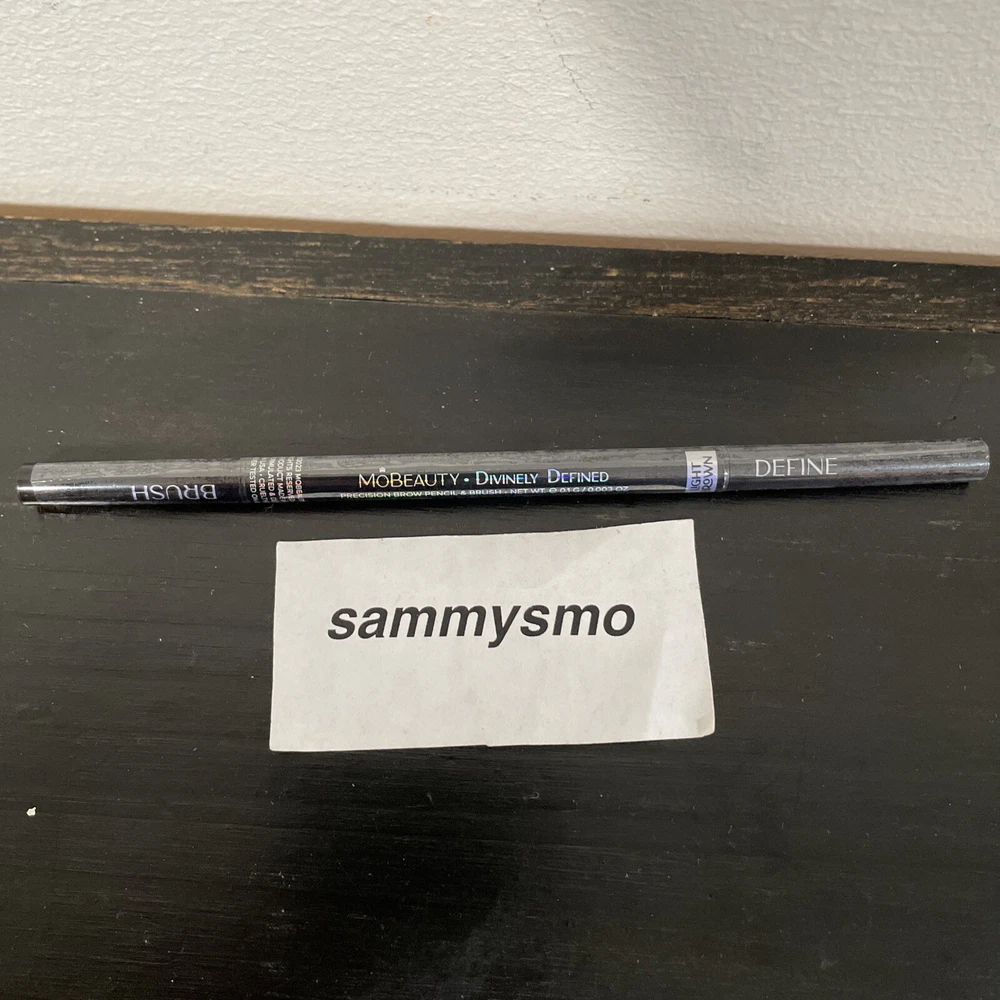 BRUSH
MOBEAUTY • DIVINELY DEFINED
PRECISION BROW PENCIL & BRUSH - NET WT
DEFINE
sammysmo